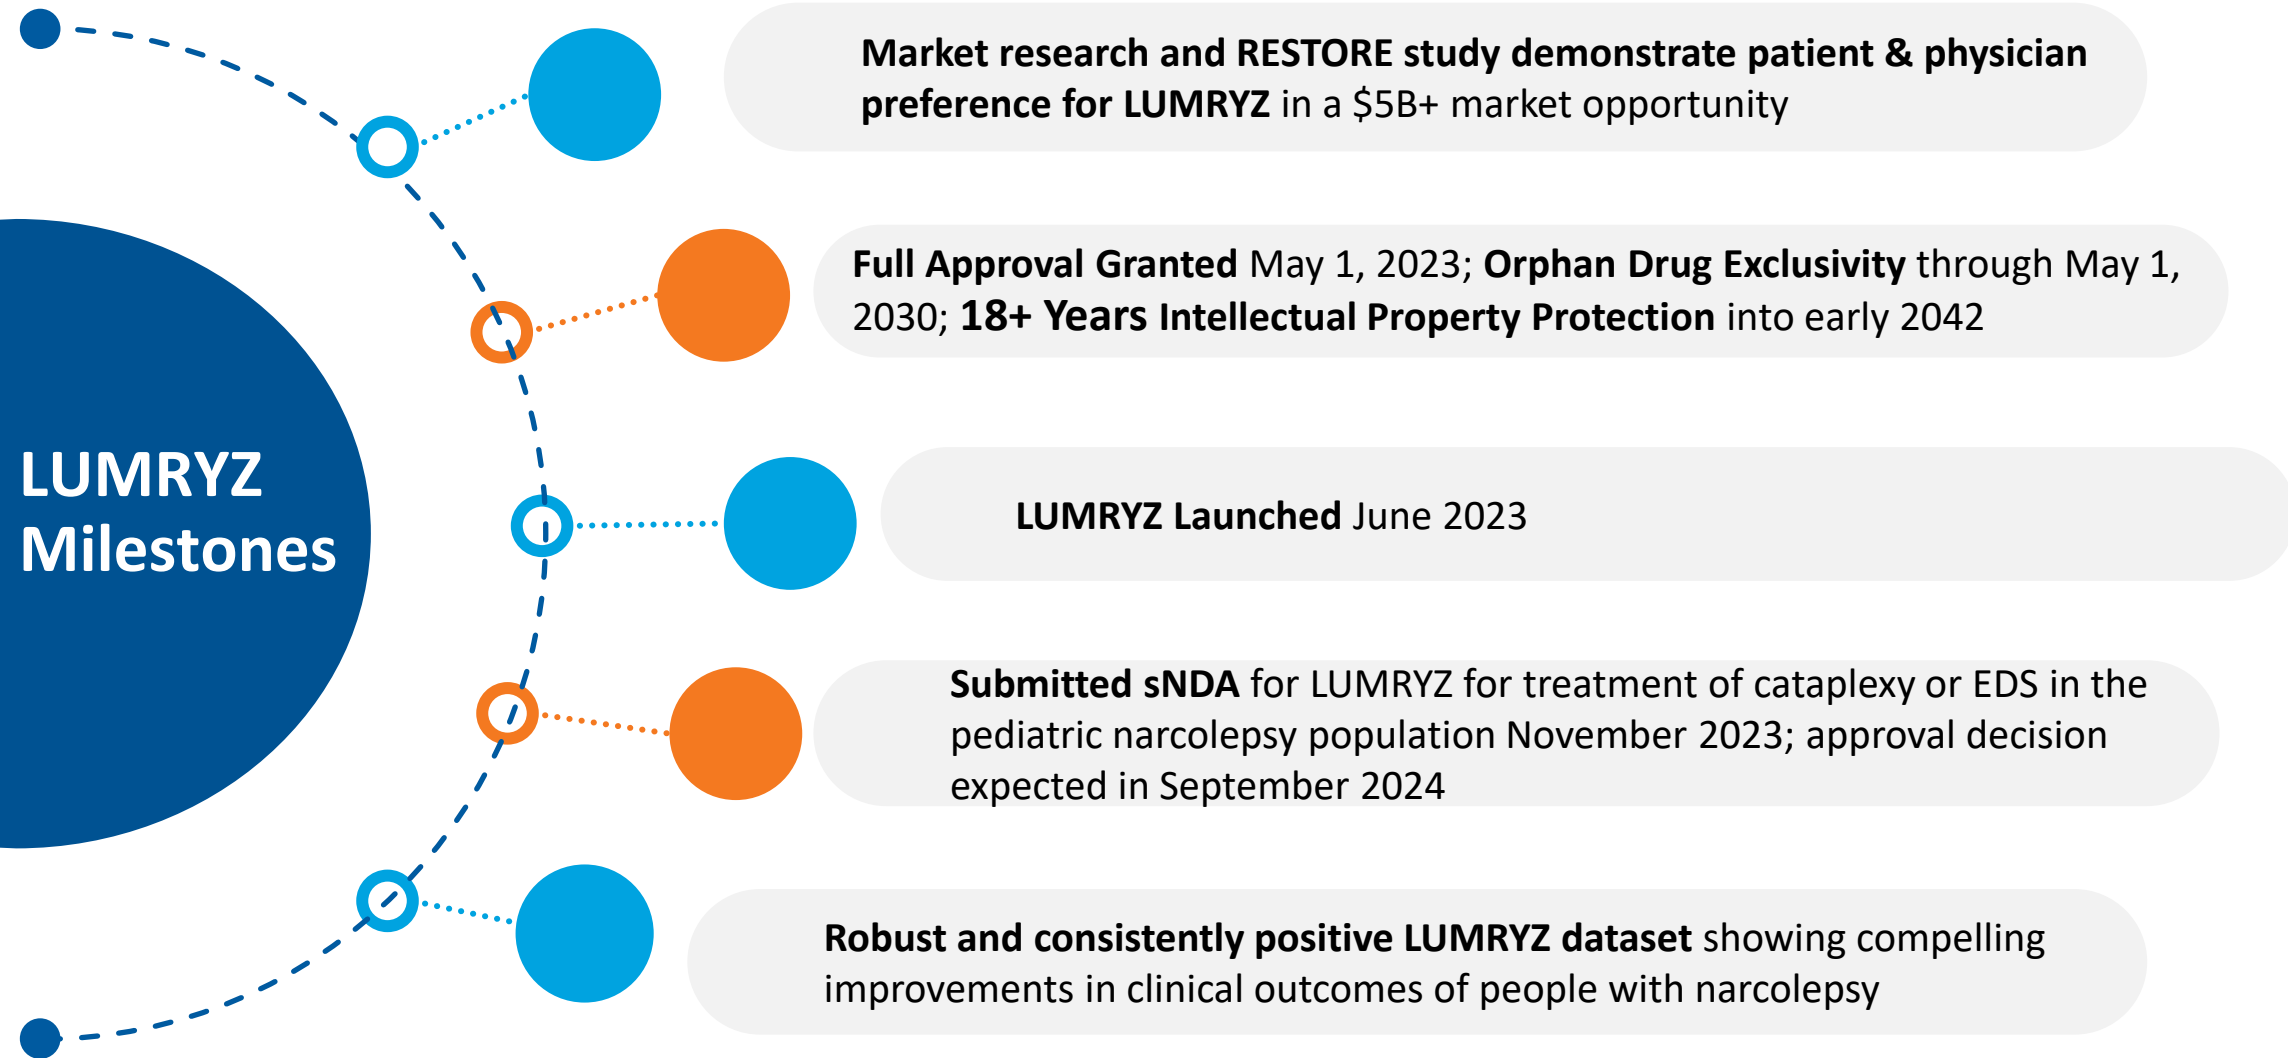 LUMRYZ
Milestones
Market research and RESTORE study demonstrate patient & physician
preference for LUMRYZ in a $5B+ market opportunity
Full Approval Granted May 1, 2023; Orphan Drug Exclusivity through May 1,
2030; 18+ Years Intellectual Property Protection into early 2042
LUMRYZ Launched June 2023
Submitted sNDA for LUMRYZ for treatment of cataplexy or EDS in the
pediatric narcolepsy population November 2023; approval decision
expected in September 2024
Robust and consistently positive LUMRYZ dataset showing compelling
improvements in clinical outcomes of people with narcolepsy